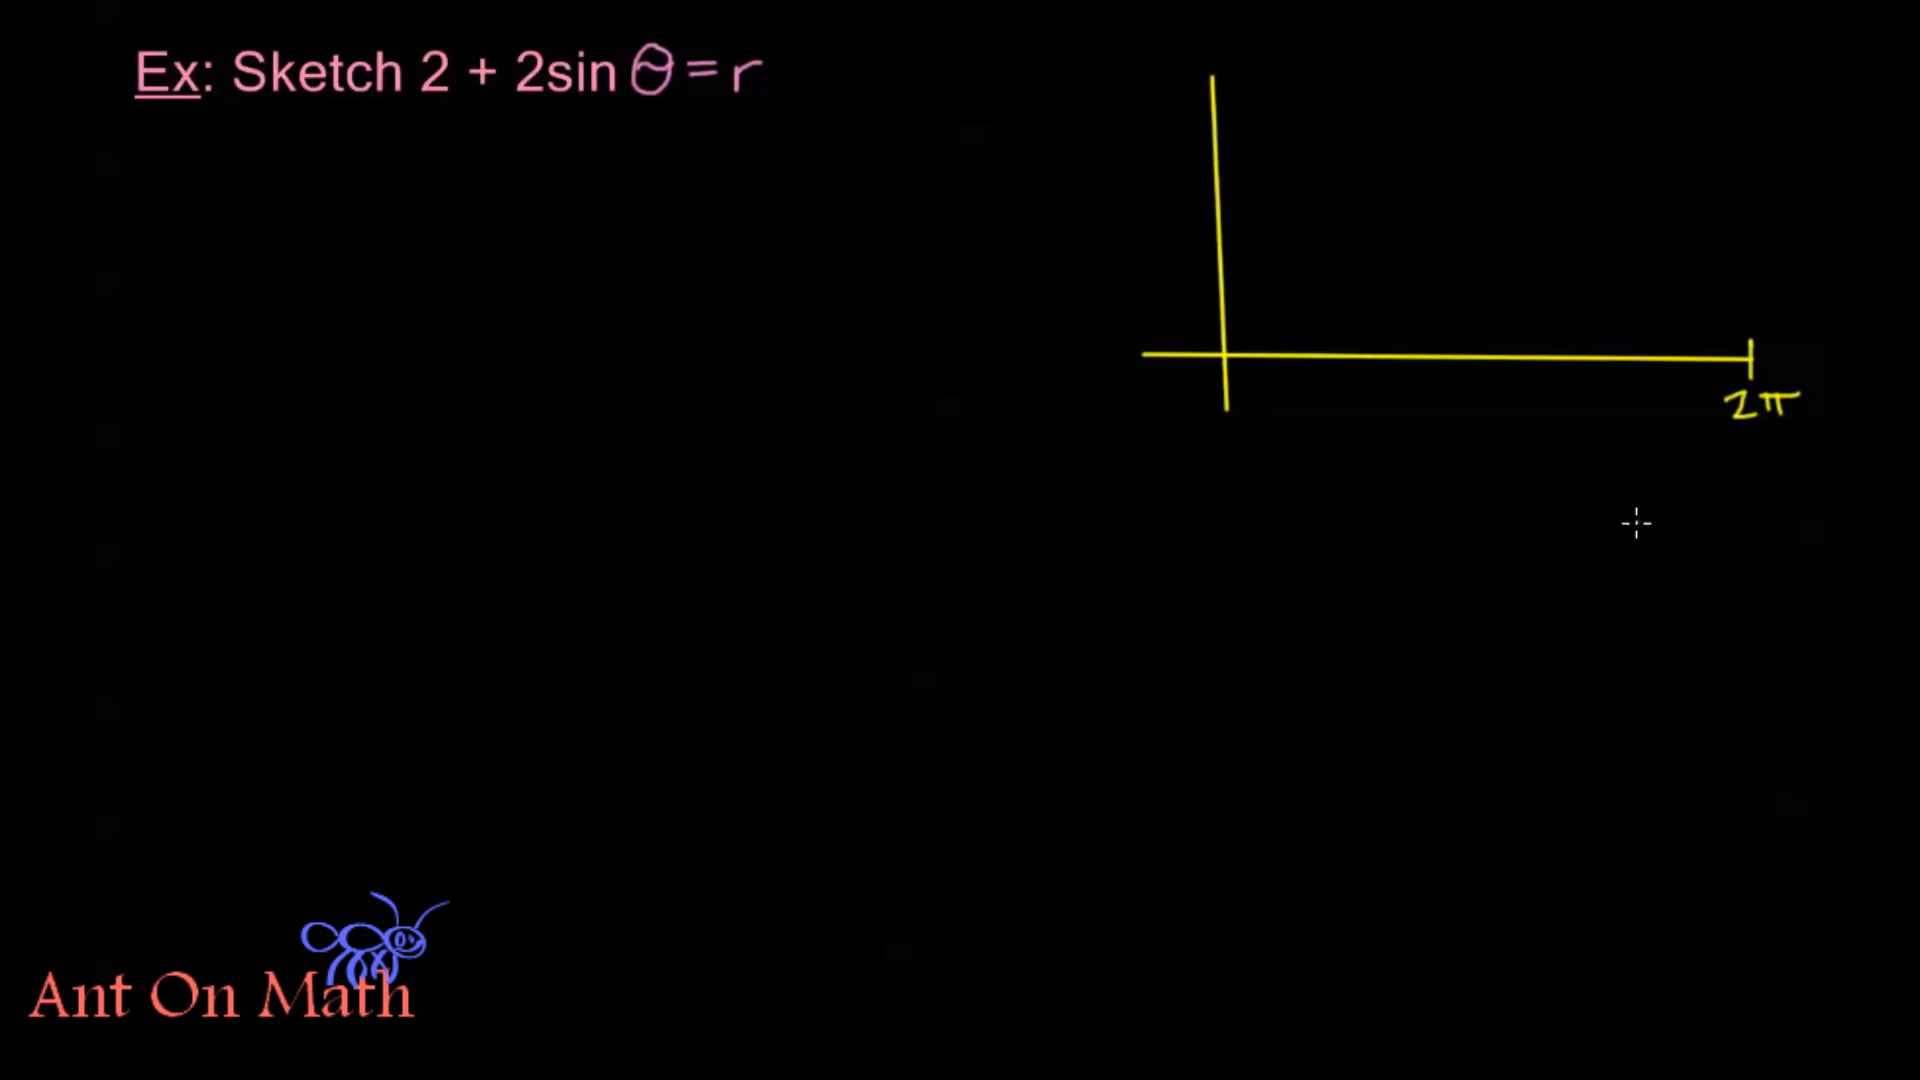 Ex: Sketch 2 + 2sin θ = r
2π
Ant On Math